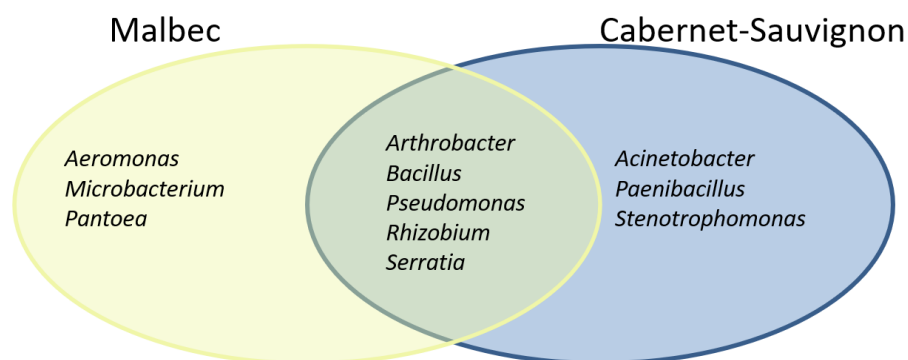 Malbec
Cabernet-Sauvignon
Aeromonas
Microbacterium
Pantoea
Arthrobacter
Bacillus
Pseudomonas
Rhizobium
Serratia
Acinetobacter
Paenibacillus
Stenotrophomonas